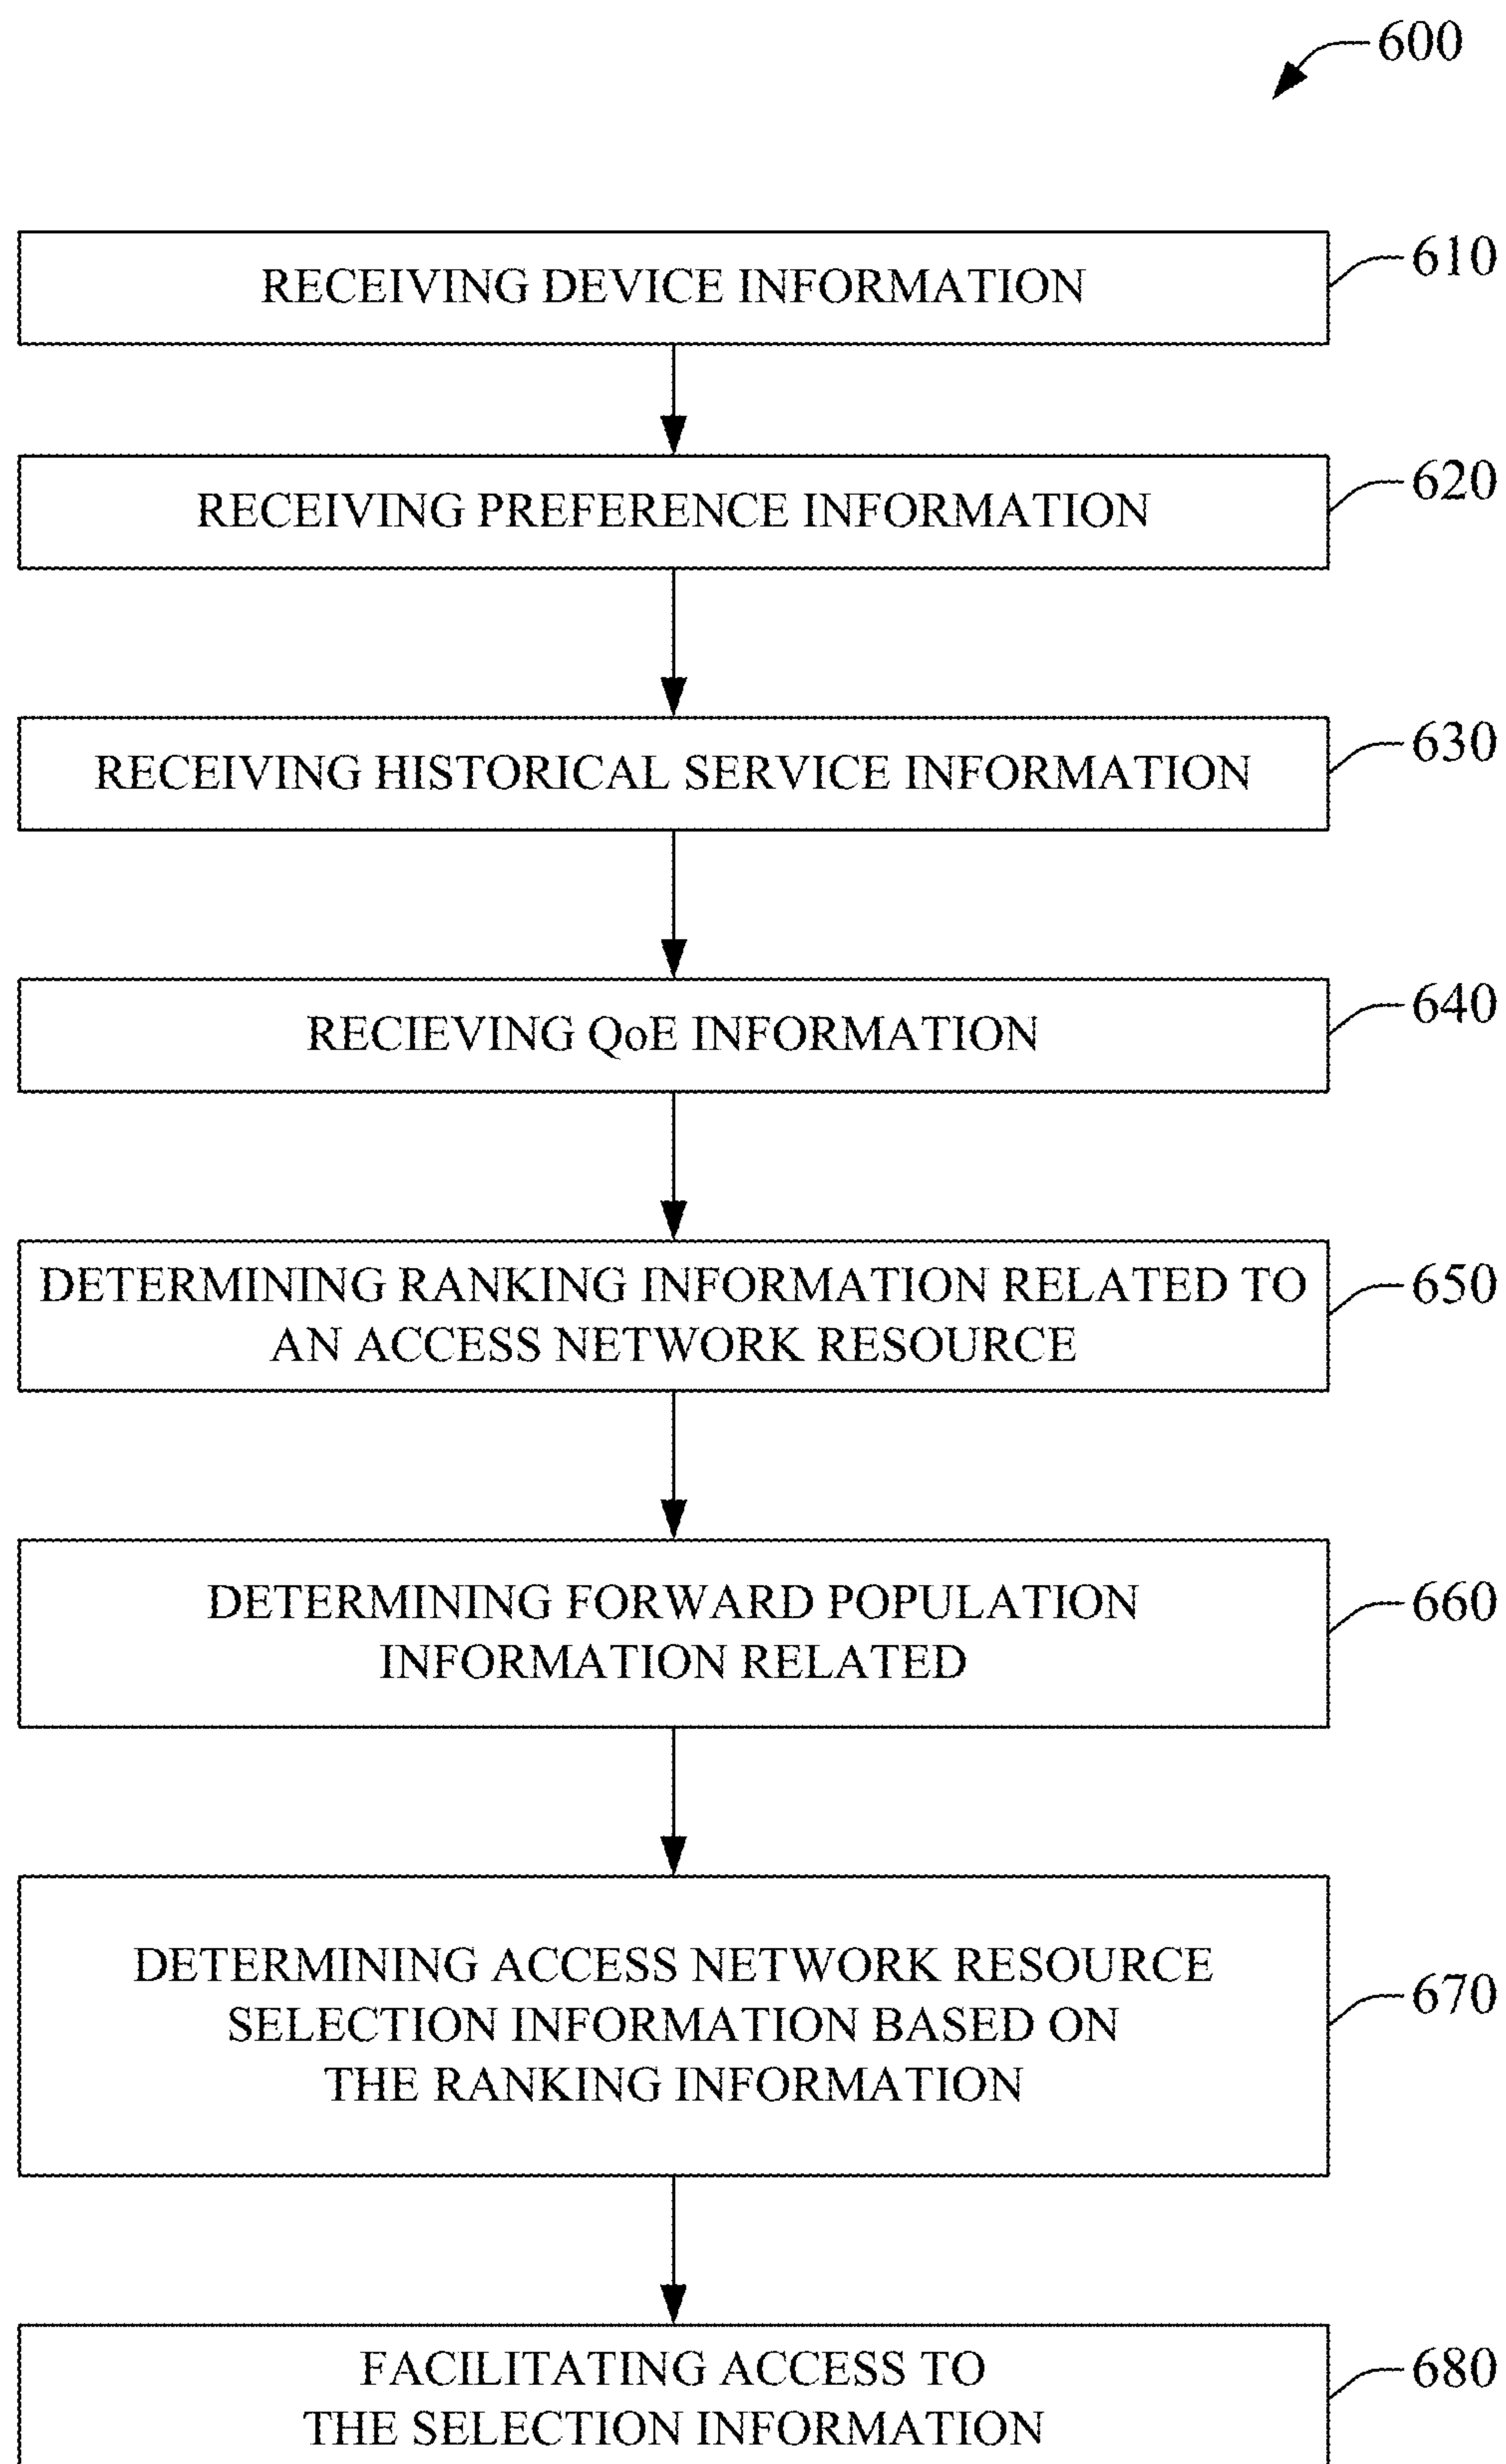 600
RECEIVING DEVICE INFORMATION
610
RECEIVING PREFERENCE INFORMATION
620
RECEIVING HISTORICAL SERVICE INFORMATION
630
RECIEVING QoE INFORMATION
640
DETERMINING RANKING INFORMATION RELATED TO
AN ACCESS NETWORK RESOURCE
650
DETERMINING FORWARD POPULATION
INFORMATION RELATED
660
DETERMINING ACCESS NETWORK RESOURCE
SELECTION INFORMATION BASED ON
THE RANKING INFORMATION
670
FACILITATING ACCESS TO
THE SELECTION INFORMATION
680